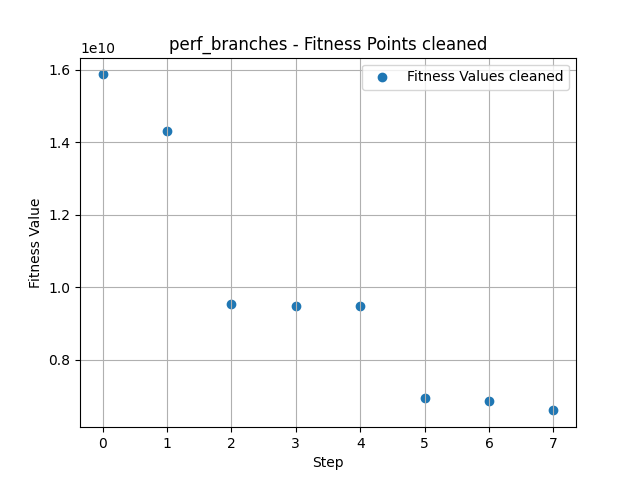 perf_branches - Fitness Points cleaned
1e10
Fitness Values cleaned
1.6
1.4
1.2
1.0
0.8
Fitness Value
0 1 2 3 4 5 6 7
Step